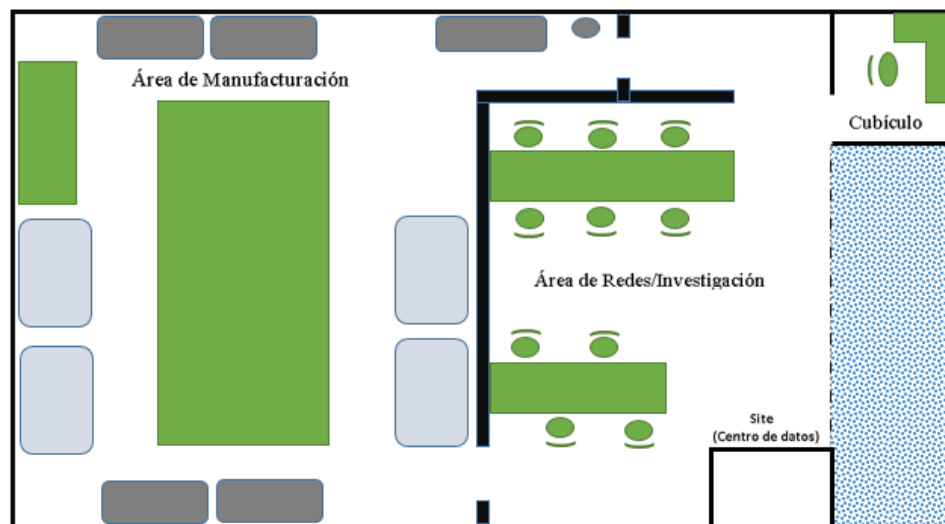 Área de Manufacturación
Cubículo
Área de Redes/Investigación
Site
(Centro de datos)